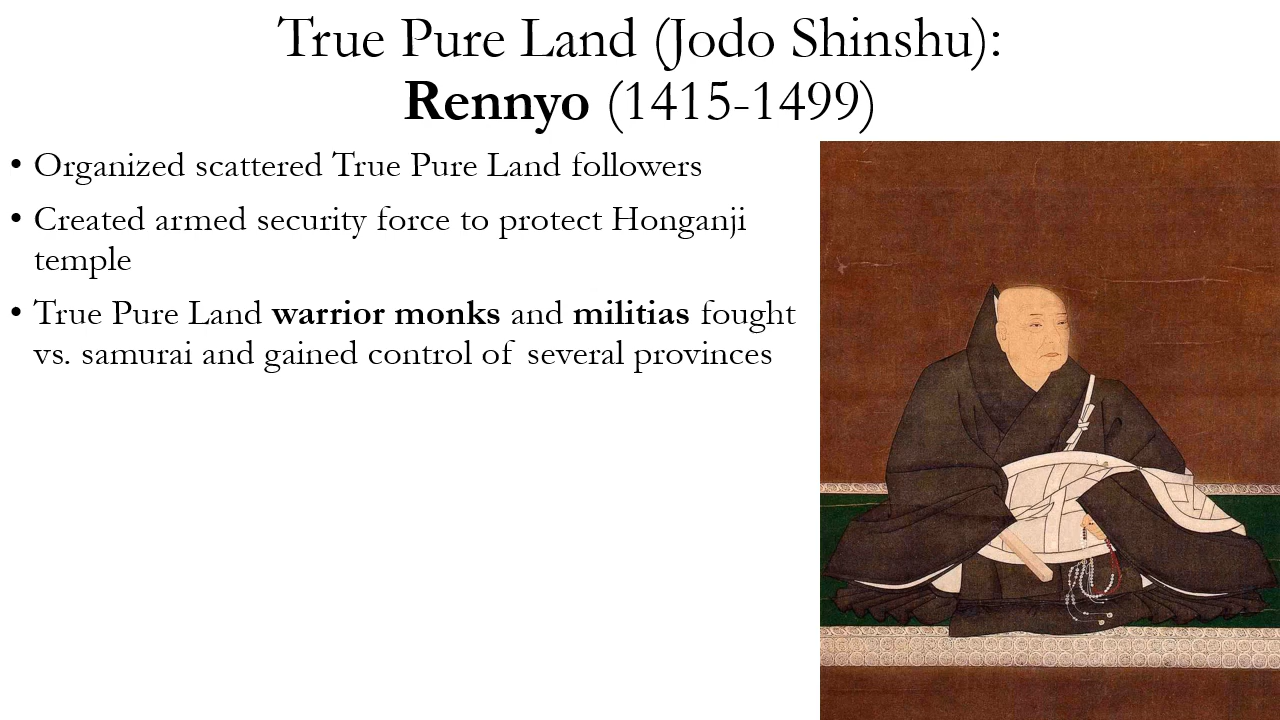 True Pure Land (Jodo Shinshu):
Rennyo (1415-1499)
• Organized scattered True Pure Land followers
• Created armed security force to protect Honganji
temple
• True Pure Land warrior monks and militias fought
vs. samurai and gained control of several provinces